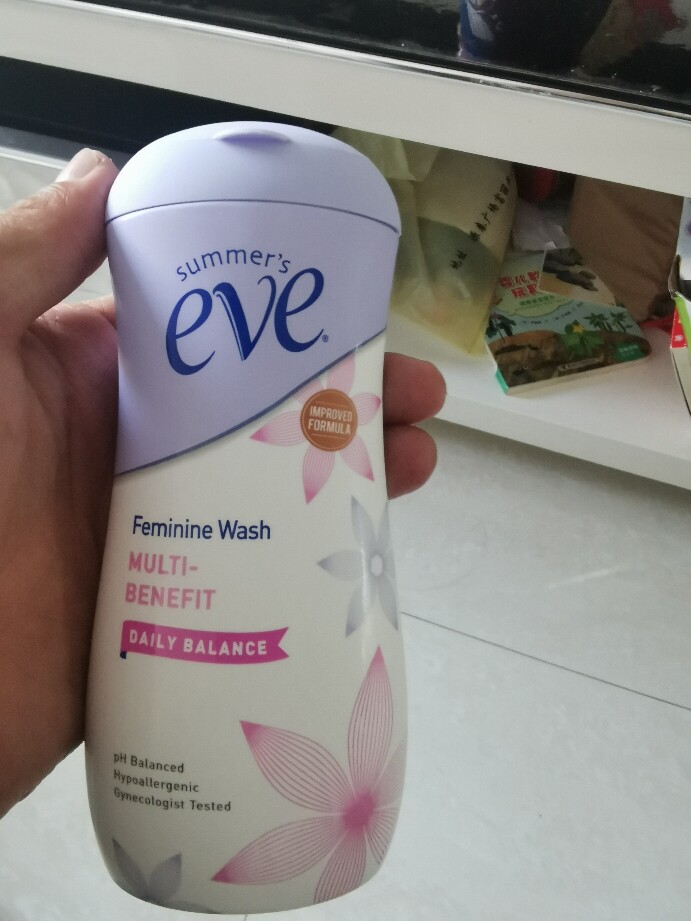 summer's
eve
IMPROVED
FORMULA
Feminine Wash
MULTI-
BENEFIT
DAILY BALANCE
pH Balanced
Hypoallergenic
Gynecologist Tested